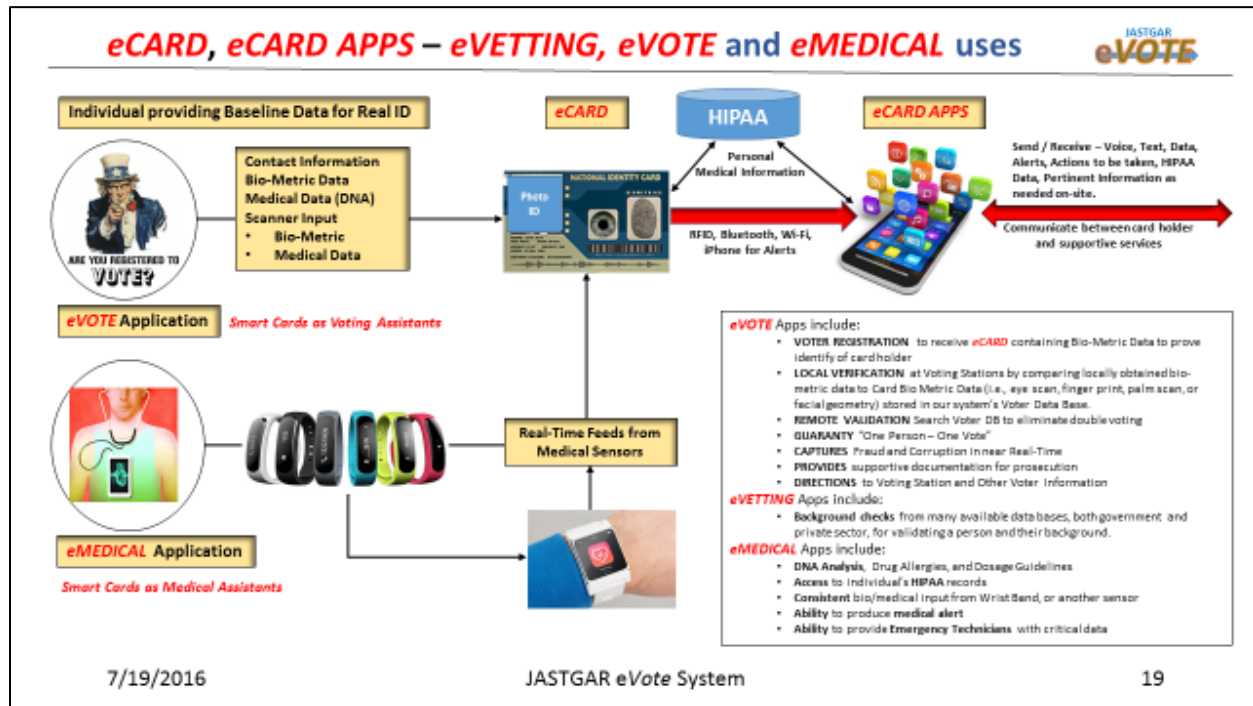 eCARD, eCARD APPS – eVETTING, eVOTE and eMEDICAL uses
JASTGAR
eVOTE
Individual providing Baseline Data for Real ID
eCARD
HIPAA
eCARD APPS
ARE YOU REGISTERED TO
VOTE?
Contact Information
Bio-Metric Data
Medical Data (DNA)
Scanner Input
• Bio-Metric
• Medical Data
NATIONAL IDENTITY CARD
Photo
ID
Personal
Medical Information
RFID, Bluetooth, Wi-Fi,
iPhone for Alerts
Send / Receive – Voice, Text, Data,
Alerts, Actions to be taken, HIPAA
Data, Pertinent Information as
needed on-site.
Communicate between card holder
and supportive services
eVOTE Application
Smart Cards as Voting Assistants
Real-Time Feeds from
Medical Sensors
eMEDICAL Application
Smart Cards as Medical Assistants
eVOTE Apps include:
• VOTER REGISTRATION to receive eCARD containing Bio-Metric Data to prove
identify of card holder
• LOCAL VERIFICATION at Voting Stations by comparing locally obtained bio-
metric data to Card Bio Metric Data (i.e., eye scan, finger print, palm scan, or
facial geometry) stored in our system's Voter Data Base.
• REMOTE VALIDATION Search Voter DB to eliminate double voting
• GUARANTY "One Person – One Vote"
• CAPTURES Fraud and Corruption in near Real-Time
• PROVIDES supportive documentation for prosecution
• DIRECTIONS to Voting Station and Other Voter Information
eVETTING Apps include:
• Background checks from many available data bases, both government and
private sector, for validating a person and their background.
eMEDICAL Apps include:
• DNA Analysis, Drug Allergies, and Dosage Guidelines
• Access to individual's HIPAA records
• Consistent bio/medical input from Wrist Band, or another sensor
• Ability to produce medical alert
• Ability to provide Emergency Technicians with critical data
7/19/2016
JASTGAR eVote System
19